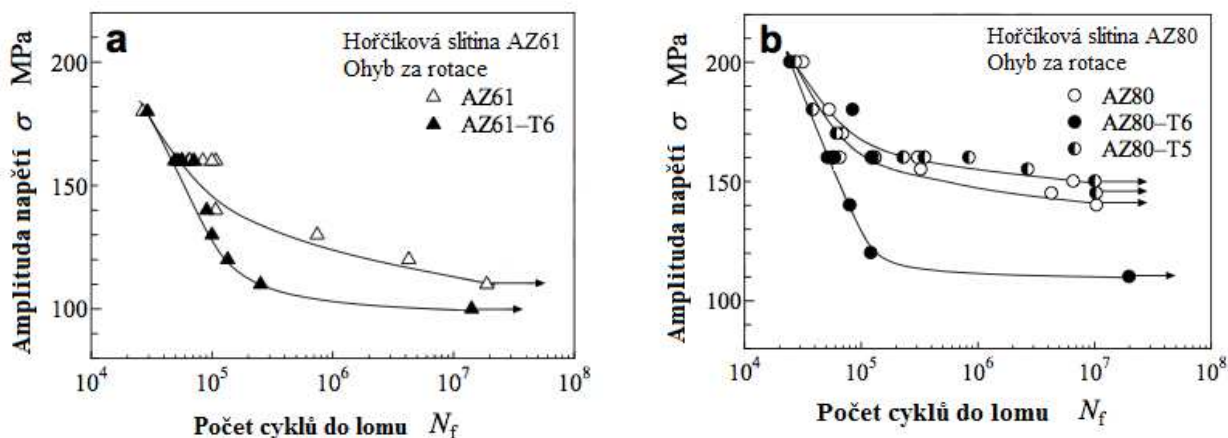 a
Hořčíková slitina AZ61
Ohyb za rotace
AZ61
AZ61–T6
Amplituda napětí σ MPa
200
150
100
10⁴ 10⁵ 10⁶ 10⁷ 10⁸
Počet cyklů do lomu N_f
b
Hořčíková slitina AZ80
Ohyb za rotace
AZ80
AZ80–T6
AZ80–T5
Amplituda napětí σ MPa
200
150
100
10⁴ 10⁵ 10⁶ 10⁷ 10⁸
Počet cyklů do lomu N_f